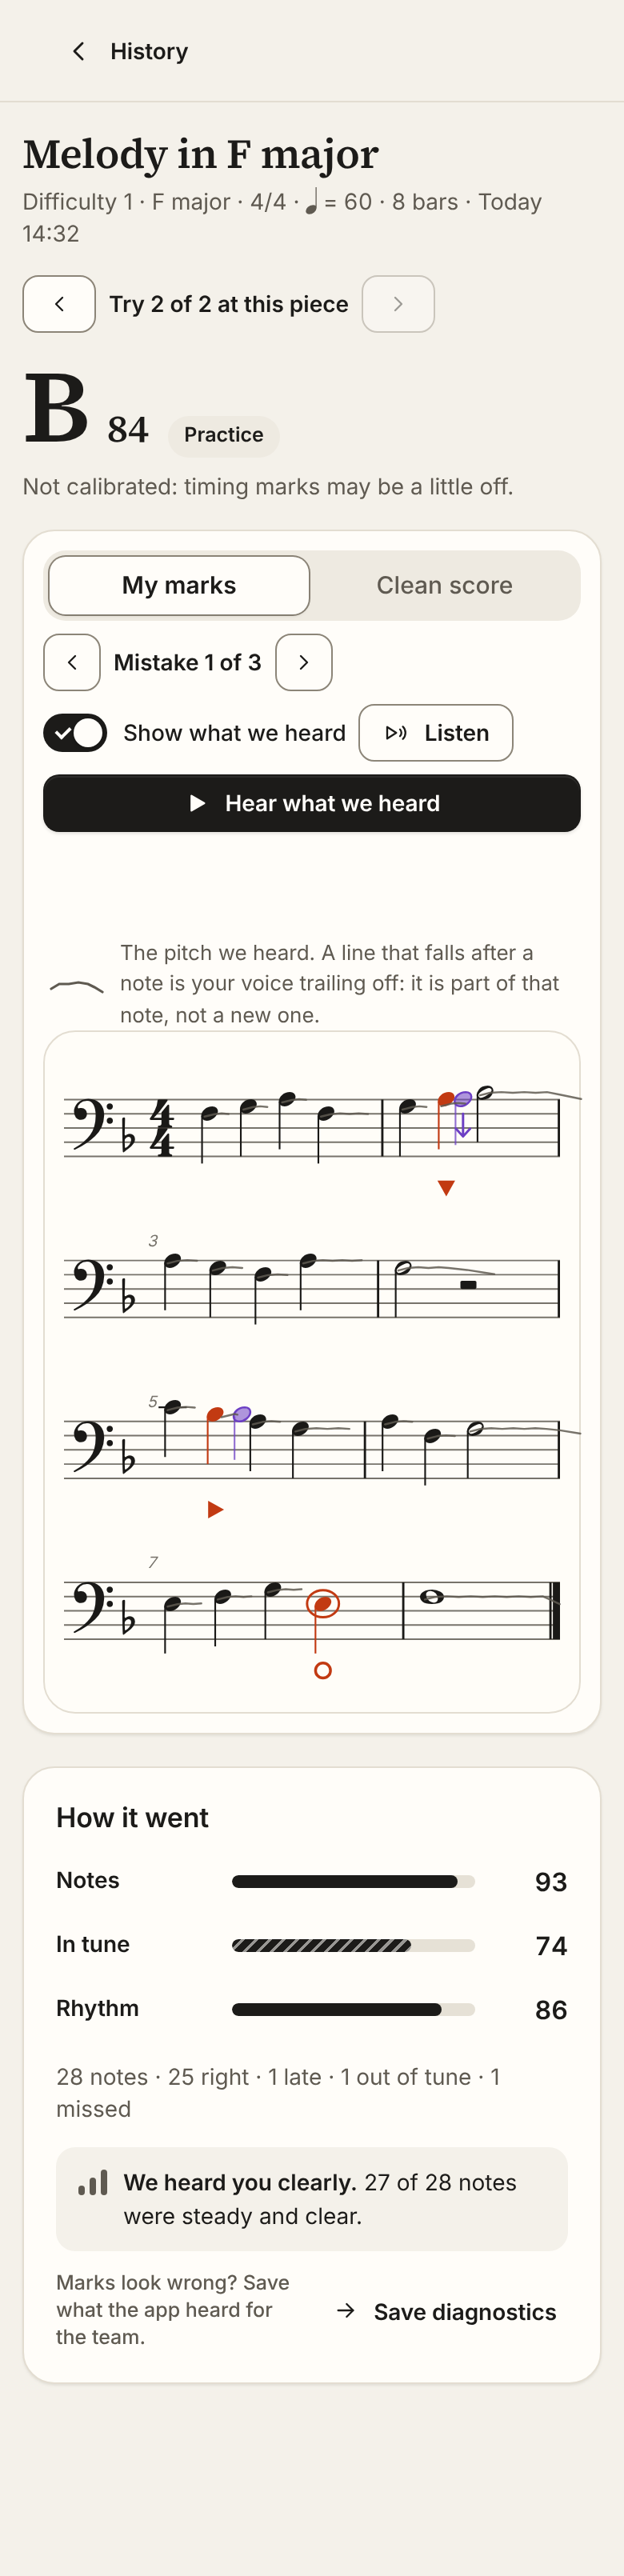 History
Melody in F major
Difficulty 1 · F major · 4/4 · ♩ = 60 · 8 bars · Today
14:32
Try 2 of 2 at this piece
B 84 Practice
Not calibrated: timing marks may be a little off.
My marks Clean score
Mistake 1 of 3
Show what we heard Listen
Hear what we heard
The pitch we heard. A line that falls after a
note is your voice trailing off: it is part of that
note, not a new one.
4
4
3
5
7
How it went
Notes 93
In tune 74
Rhythm 86
28 notes · 25 right · 1 late · 1 out of tune · 1
missed
We heard you clearly. 27 of 28 notes
were steady and clear.
Marks look wrong? Save
what the app heard for
the team.
Save diagnostics